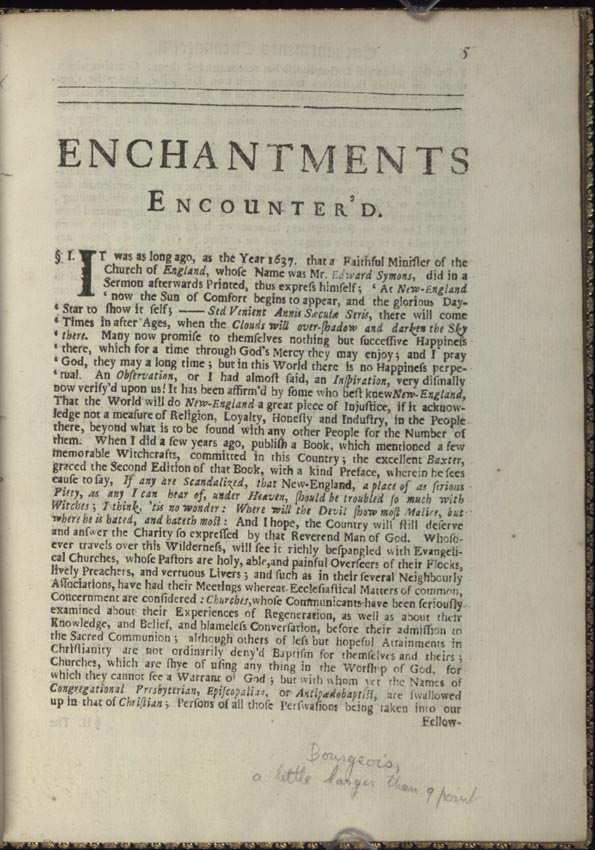 5
ENCHANTMENTS
ENCOUNTER'D.
§ I. IT was as long ago, as the Year 1637. that a Faithful Miniſter of the
Church of England, whoſe Name was Mr. Edward Symons, did in a
Sermon afterwards Printed, thus expreſs himſelf; ‘ At New-England
‘ now the Sun of Comfort begins to appear, and the glorious Day-
‘ Star to ſhow it ſelf; —— Sed Venient Annis Sæculæ Seris, there will come
‘ Times in after Ages, when the Clouds will over-ſhadow and darken the Sky
‘ there. Many now promiſe to themſelves nothing but ſucceſſive Happineſs
‘ there, which for a time through God's Mercy they may enjoy; and I pray
‘ God, they may a long time; but in this World there is no Happineſs perpe-
‘ tual. An Obſervation, or I had almoſt ſaid, an Inſpiration, very diſmally
now verify'd upon us! It has been affirm'd by ſome who beſt knew New-England,
That the World will do New-England a great piece of Injuſtice, if it acknow-
ledge not a meaſure of Religion, Loyalty, Honeſty and Induſtry, in the People
there, beyond what is to be found with any other People for the Number of
them. When I did a few years ago, publiſh a Book, which mentioned a few
memorable Witchcrafts, committed in this Country; the excellent Baxter,
graced the Second Edition of that Book, with a kind Preface, wherein he ſees
cauſe to ſay, If any are Scandalized, that New-England, a place of as ſerious
Piety, as any I can hear of, under Heaven, ſhould be troubled ſo much with
Witches; I think, 'tis no wonder: Where will the Devil ſhow moſt Malice, but
where he is hated, and hateth moſt: And I hope, the Country will ſtill deſerve
and anſwer the Charity ſo expreſſed by that Reverend Man of God. Whoſo-
ever travels over this Wilderneſs, will ſee it richly beſpangled with Evangeli-
cal Churches, whoſe Paſtors are holy, able, and painful Overſeers of their Flocks,
lively Preachers, and vertuous Livers; and ſuch as in their ſeveral Neighbourly
Aſſociations, have had their Meetings whereat Eccleſiaſtical Matters of common
Concernment are conſidered: Churches, whoſe Communicants have been ſeriouſly
examined about their Experiences of Regeneration, as well as about their
Knowledge, and Belief, and blameleſs Converſation, before their admiſſion to
the Sacred Communion; although others of leſs but hopeful Attainments in
Chriſtianity are not ordinarily deny'd Baptiſm for themſelves and theirs;
Churches, which are ſhye of uſing any thing in the Worſhip of God, for
which they cannot ſee a Warrant of God; but with whom yet the Names of
Congregational, Presbyterian, Epiſcopalian, or Antipædobaptiſt, are ſwallowed
up in that of Chriſtian; Perſons of all thoſe Perſwaſions being taken into our
Fellow-
Bourgeois,
a little larger than 9 point